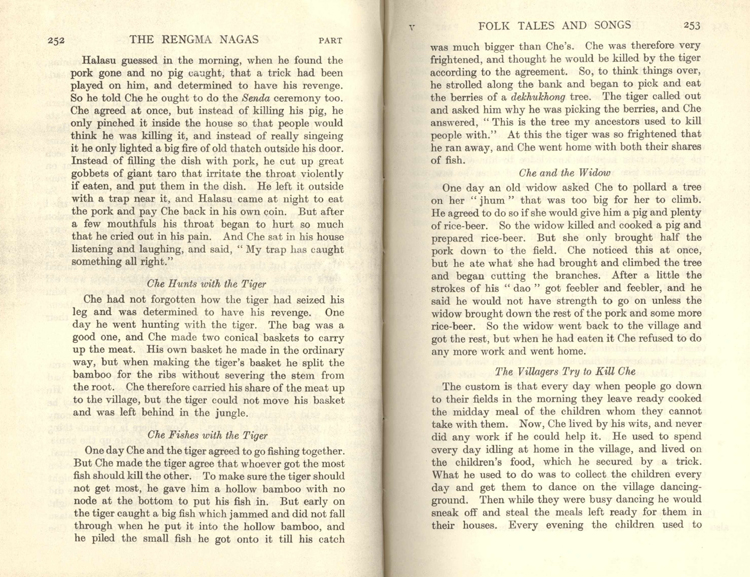 252 THE RENGMA NAGAS PART
Halasu guessed in the morning, when he found the
pork gone and no pig caught, that a trick had been
played on him, and determined to have his revenge.
So he told Che he ought to do the Senda ceremony too.
Che agreed at once, but instead of killing his pig, he
only pinched it inside the house so that people would
think he was killing it, and instead of really singeing
it he only lighted a big fire of old thatch outside his door.
Instead of filling the dish with pork, he cut up great
gobbets of giant taro that irritate the throat violently
if eaten, and put them in the dish. He left it outside
with a trap near it, and Halasu came at night to eat
the pork and pay Che back in his own coin. But after
a few mouthfuls his throat began to hurt so much
that he cried out in his pain. And Che sat in his house
listening and laughing, and said, “ My trap has caught
something all right.”
Che Hunts with the Tiger
Che had not forgotten how the tiger had seized his
leg and was determined to have his revenge. One
day he went hunting with the tiger. The bag was a
good one, and Che made two conical baskets to carry
up the meat. His own basket he made in the ordinary
way, but when making the tiger's basket he split the
bamboo for the ribs without severing the stem from
the root. Che therefore carried his share of the meat up
to the village, but the tiger could not move his basket
and was left behind in the jungle.
Che Fishes with the Tiger
One day Che and the tiger agreed to go fishing together.
But Che made the tiger agree that whoever got the most
fish should kill the other. To make sure the tiger should
not get most, he gave him a hollow bamboo with no
node at the bottom to put his fish in. But early on
the tiger caught a big fish which jammed and did not fall
through when he put it into the hollow bamboo, and
he piled the small fish he got onto it till his catch
V FOLK TALES AND SONGS 253
was much bigger than Che's. Che was therefore very
frightened, and thought he would be killed by the tiger
according to the agreement. So, to think things over,
he strolled along the bank and began to pick and eat
the berries of a dekhukhong tree. The tiger called out
and asked him why he was picking the berries, and Che
answered, “ This is the tree my ancestors used to kill
people with.” At this the tiger was so frightened that
he ran away, and Che went home with both their shares
of fish.
Che and the Widow
One day an old widow asked Che to pollard a tree
on her “ jhum ” that was too big for her to climb.
He agreed to do so if she would give him a pig and plenty
of rice-beer. So the widow killed and cooked a pig and
prepared rice-beer. But she only brought half the
pork down to the field. Che noticed this at once,
but he ate what she had brought and climbed the tree
and began cutting the branches. After a little the
strokes of his “ dao ” got feebler and feebler, and he
said he would not have strength to go on unless the
widow brought down the rest of the pork and some more
rice-beer. So the widow went back to the village and
got the rest, but when he had eaten it Che refused to do
any more work and went home.
The Villagers Try to Kill Che
The custom is that every day when people go down
to their fields in the morning they leave ready cooked
the midday meal of the children whom they cannot
take with them. Now, Che lived by his wits, and never
did any work if he could help it. He used to spend
every day idling at home in the village, and lived on
the children's food, which he secured by a trick.
What he used to do was to collect the children every
day and get them to dance on the village dancing-
ground. Then while they were busy dancing he would
sneak off and steal the meals left ready for them in
their houses. Every evening the children used to